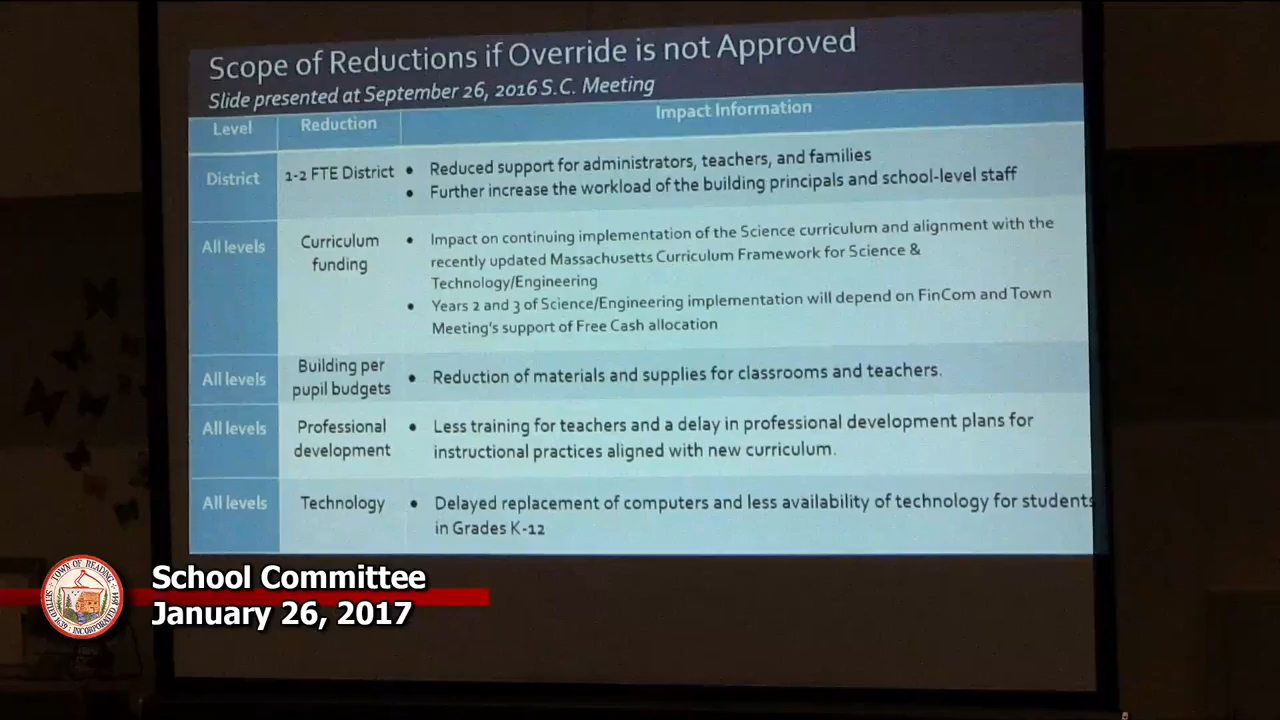 Scope of Reductions if Override is not Approved
Slide presented at September 26, 2016 S.C. Meeting
Level
Reduction
Impact Information
District
1-2 FTE District
• Reduced support for administrators, teachers, and families
• Further increase the workload of the building principals and school-level staff
All levels
Curriculum
funding
• Impact on continuing implementation of the Science curriculum and alignment with the
recently updated Massachusetts Curriculum Framework for Science &
Technology/Engineering
• Years 2 and 3 of Science/Engineering implementation will depend on FinCom and Town
Meeting's support of Free Cash allocation
All levels
Building per
pupil budgets
• Reduction of materials and supplies for classrooms and teachers.
All levels
Professional
development
• Less training for teachers and a delay in professional development plans for
instructional practices aligned with new curriculum.
All levels
Technology
• Delayed replacement of computers and less availability of technology for students
in Grades K-12
TOWN OF READING
SETTLED 1639
INCORPORATED 1644
School Committee
January 26, 2017